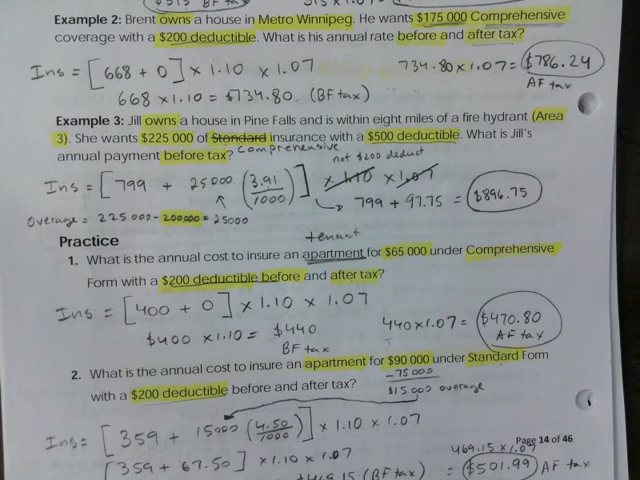 $515 BF tax
Example 2: Brent owns a house in Metro Winnipeg. He wants $175 000 Comprehensive
coverage with a $200 deductible. What is his annual rate before and after tax?
Ins = [668 + 0] × 1.10 × 1.07
734.80 × 1.07 = $786.24
AF tax
668 × 1.10 = $734.80. (BF tax)
Example 3: Jill owns a house in Pine Falls and is within eight miles of a fire hydrant (Area
3). She wants $225 000 of Standard insurance with a $500 deductible. What is Jill's
comprehensive
annual payment before tax?
not $200 deduct
Ins = [799 + 25000 (3.91/1000)] × 1.10 × 1.07
799 + 97.75 = $896.75
Overage = 225 000 - 200000 = 25000
Practice
tenant
1. What is the annual cost to insure an apartment for $65 000 under Comprehensive
Form with a $200 deductible before and after tax?
Ins = [400 + 0] × 1.10 × 1.07
$400 × 1.10 = $440
BF tax
440 × 1.07 = $470.80
AF tax
2. What is the annual cost to insure an apartment for $90 000 under Standard Form
- 75 000
with a $200 deductible before and after tax?
$15 000 overage
Ins = [359 + 15000 (4.50/1000)] × 1.10 × 1.07
Page 14 of 46
[359 + 67.50] × 1.10 × 1.07
469.15 × 1.07
469.15 (BF tax)
= $501.99 AF tax